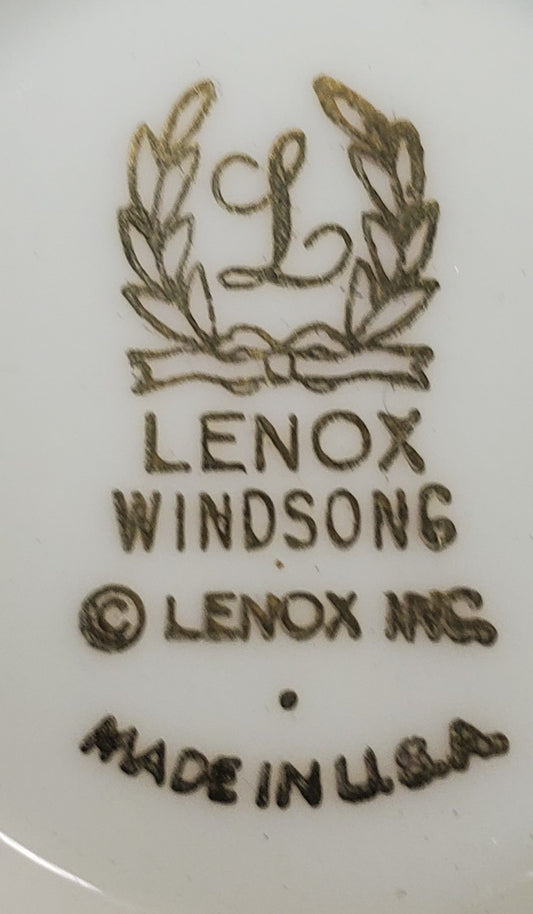 L
LENOX
WINDSONG
© LENOX INC.
MADE IN U.S.A.